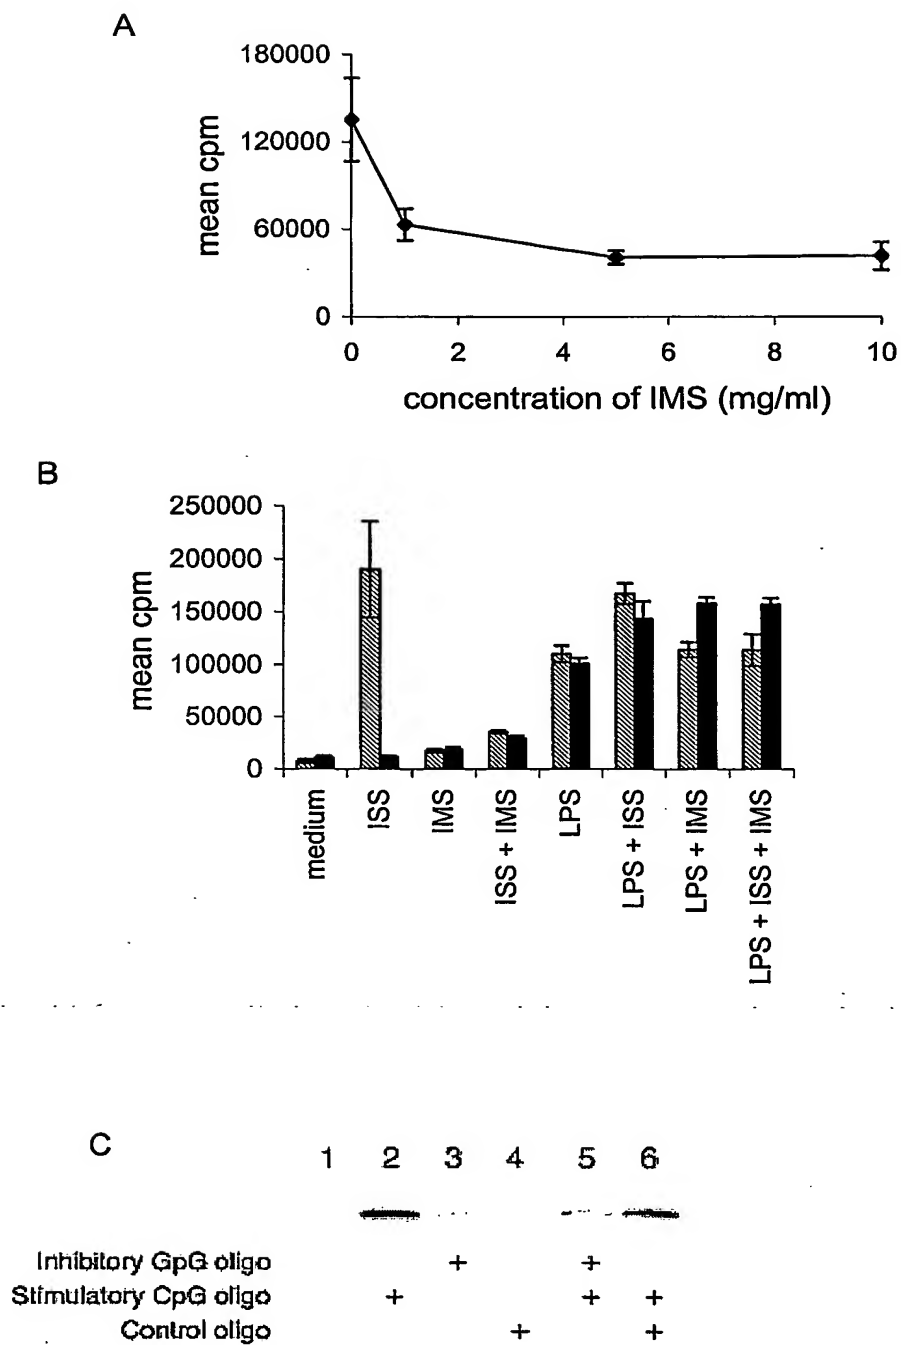 A
180000
120000
60000
0
mean cpm
0 2 4 6 8 10
concentration of IMS (mg/ml)
B
250000
200000
150000
100000
50000
0
mean cpm
medium
ISS
IMS
ISS + IMS
LPS
LPS + ISS
LPS + IMS
LPS + ISS + IMS
C
1 2 3 4 5 6
Inhibitory GpG oligo + +
Stimulatory CpG oligo + + +
Control oligo + +